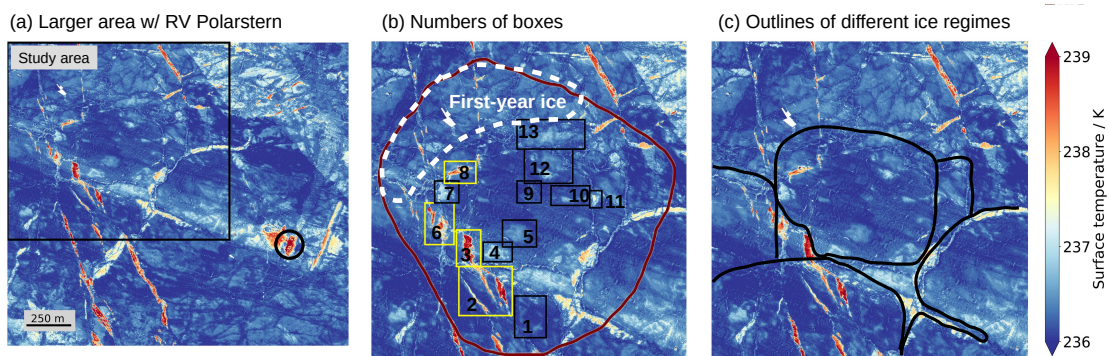 (a) Larger area w/ RV Polarstern
(b) Numbers of boxes
(c) Outlines of different ice regimes
Study area
250 m
First-year ice
13
12
8
7
9
10
11
6
5
3
4
2
1
239
238
237
236
Surface temperature / K